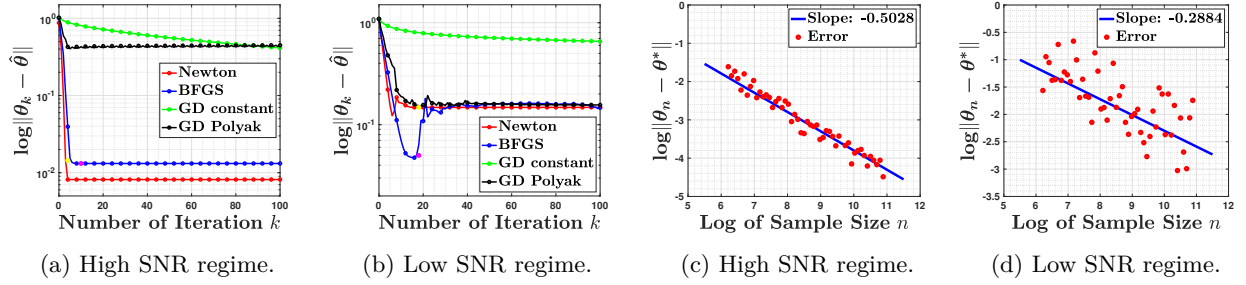 log||θ_k − θ̂||
10^0
10^-1
10^-2
Newton
BFGS
GD constant
GD Polyak
0 20 40 60 80 100
Number of Iteration k
(a) High SNR regime.
log||θ_k − θ̂||
10^0
10^-1
Newton
BFGS
GD constant
GD Polyak
0 20 40 60 80 100
Number of Iteration k
(b) Low SNR regime.
log||θ_n − θ*||
0
-1
-2
-3
-4
-5
Slope: -0.5028
Error
5 6 7 8 9 10 11 12
Log of Sample Size n
(c) High SNR regime.
log||θ_n − θ*||
0
-0.5
-1
-1.5
-2
-2.5
-3
-3.5
Slope: -0.2884
Error
5 6 7 8 9 10 11 12
Log of Sample Size n
(d) Low SNR regime.